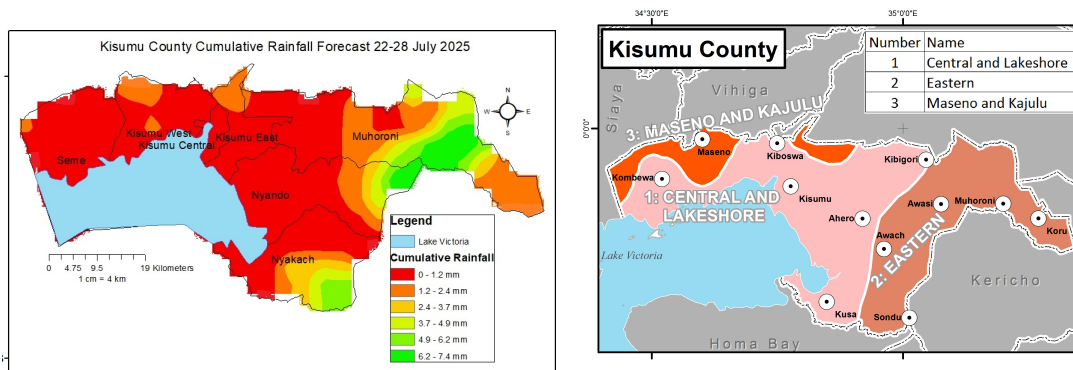 Kisumu County Cumulative Rainfall Forecast 22-28 July 2025
N
W
E
S
Kisumu West
Kisumu East
Kisumu Central
Muhoroni
Seme
Nyando
Nyakach
0 4.75 9.5 19 Kilometers
1 cm = 4 km
Legend
Lake Victoria
Cumulative Rainfall
0 - 1.2 mm
1.2 - 2.4 mm
2.4 - 3.7 mm
3.7 - 4.9 mm
4.9 - 6.2 mm
6.2 - 7.4 mm
34°30'0"E
35°0'0"E
0°0'0"
Kisumu County
Number Name
1 Central and Lakeshore
2 Eastern
3 Maseno and Kajulu
Siaya
Vihiga
3: MASENO AND KAJULU
Maseno
Kiboswa
Kibigori
Kombewa
1: CENTRAL AND
LAKESHORE
Kisumu
Ahero
Awasi
Muhoroni
Koru
Awach
2: EASTERN
Lake Victoria
Kericho
Kusa
Sondu
Homa Bay